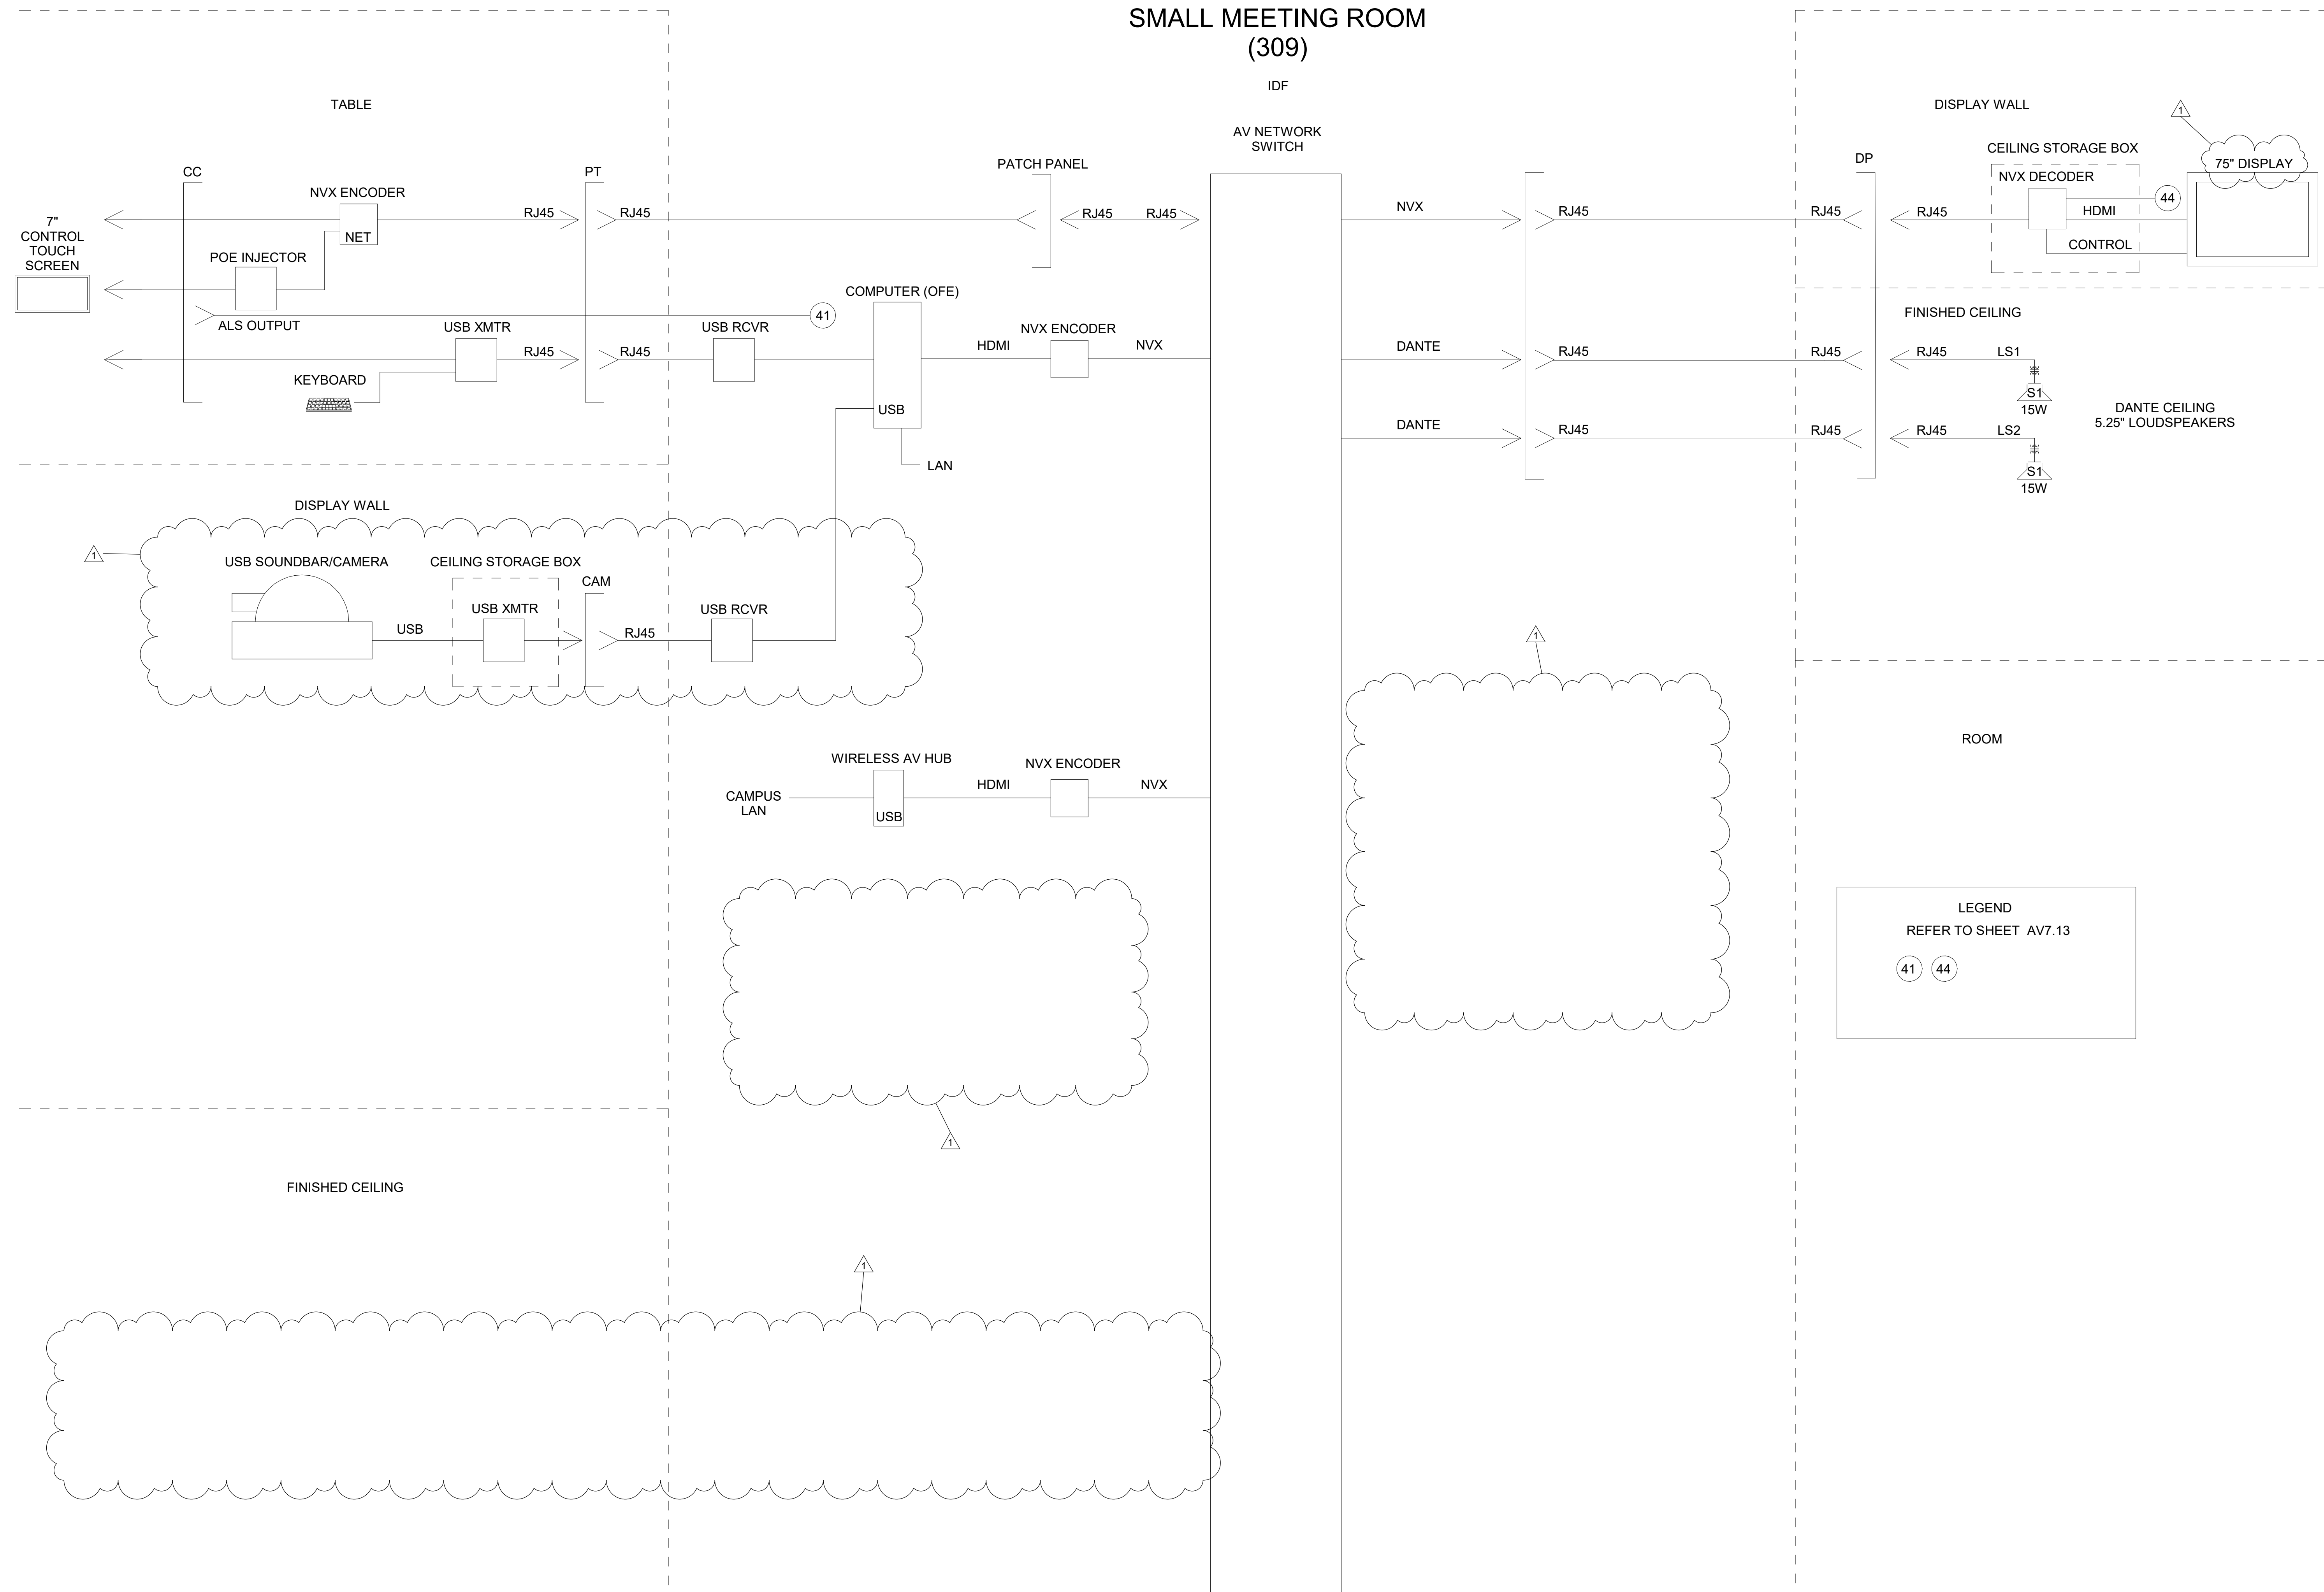 SMALL MEETING ROOM
(309)
IDF
TABLE
AV NETWORK
SWITCH
DISPLAY WALL
1
CEILING STORAGE BOX
75" DISPLAY
CC
PT
PATCH PANEL
DP
NVX DECODER
NVX ENCODER
NET
RJ45
RJ45
RJ45
RJ45
NVX
RJ45
RJ45
RJ45
HDMI
44
CONTROL
7"
CONTROL
TOUCH
SCREEN
POE INJECTOR
COMPUTER (OFE)
ALS OUTPUT
41
FINISHED CEILING
USB XMTR
RJ45
RJ45
USB RCVR
HDMI
NVX ENCODER
NVX
DANTE
RJ45
RJ45
RJ45
LS1
S1
15W
KEYBOARD
USB
LAN
DANTE
RJ45
RJ45
RJ45
LS2
S1
15W
DANTE CEILING
5.25" LOUDSPEAKERS
DISPLAY WALL
1
USB SOUNDBAR/CAMERA
CEILING STORAGE BOX
CAM
USB
USB XMTR
RJ45
USB RCVR
1
ROOM
WIRELESS AV HUB
NVX ENCODER
CAMPUS
LAN
USB
HDMI
NVX
LEGEND
REFER TO SHEET AV7.13
41 44
1
FINISHED CEILING
1